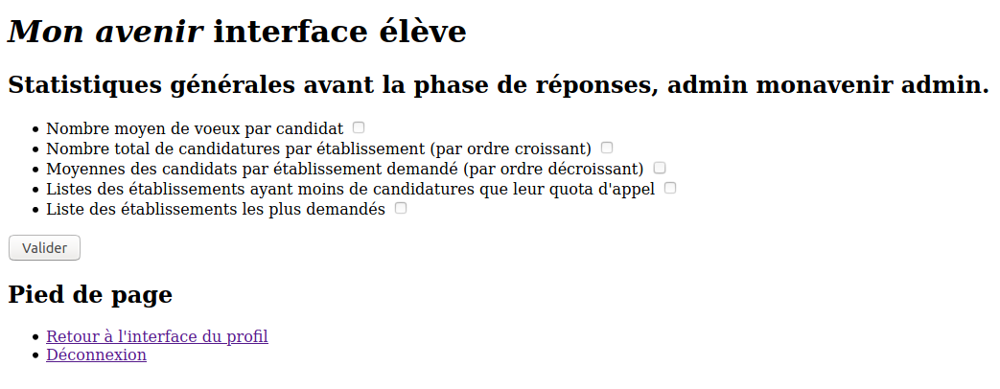 Mon avenir interface élève
Statistiques générales avant la phase de réponses, admin monavenir admin.
Nombre moyen de voeux par candidat
Nombre total de candidatures par établissement (par ordre croissant)
Moyennes des candidats par établissement demandé (par ordre décroissant)
Listes des établissements ayant moins de candidatures que leur quota d'appel
Liste des établissements les plus demandés
Valider
Pied de page
Retour à l'interface du profil
Déconnexion